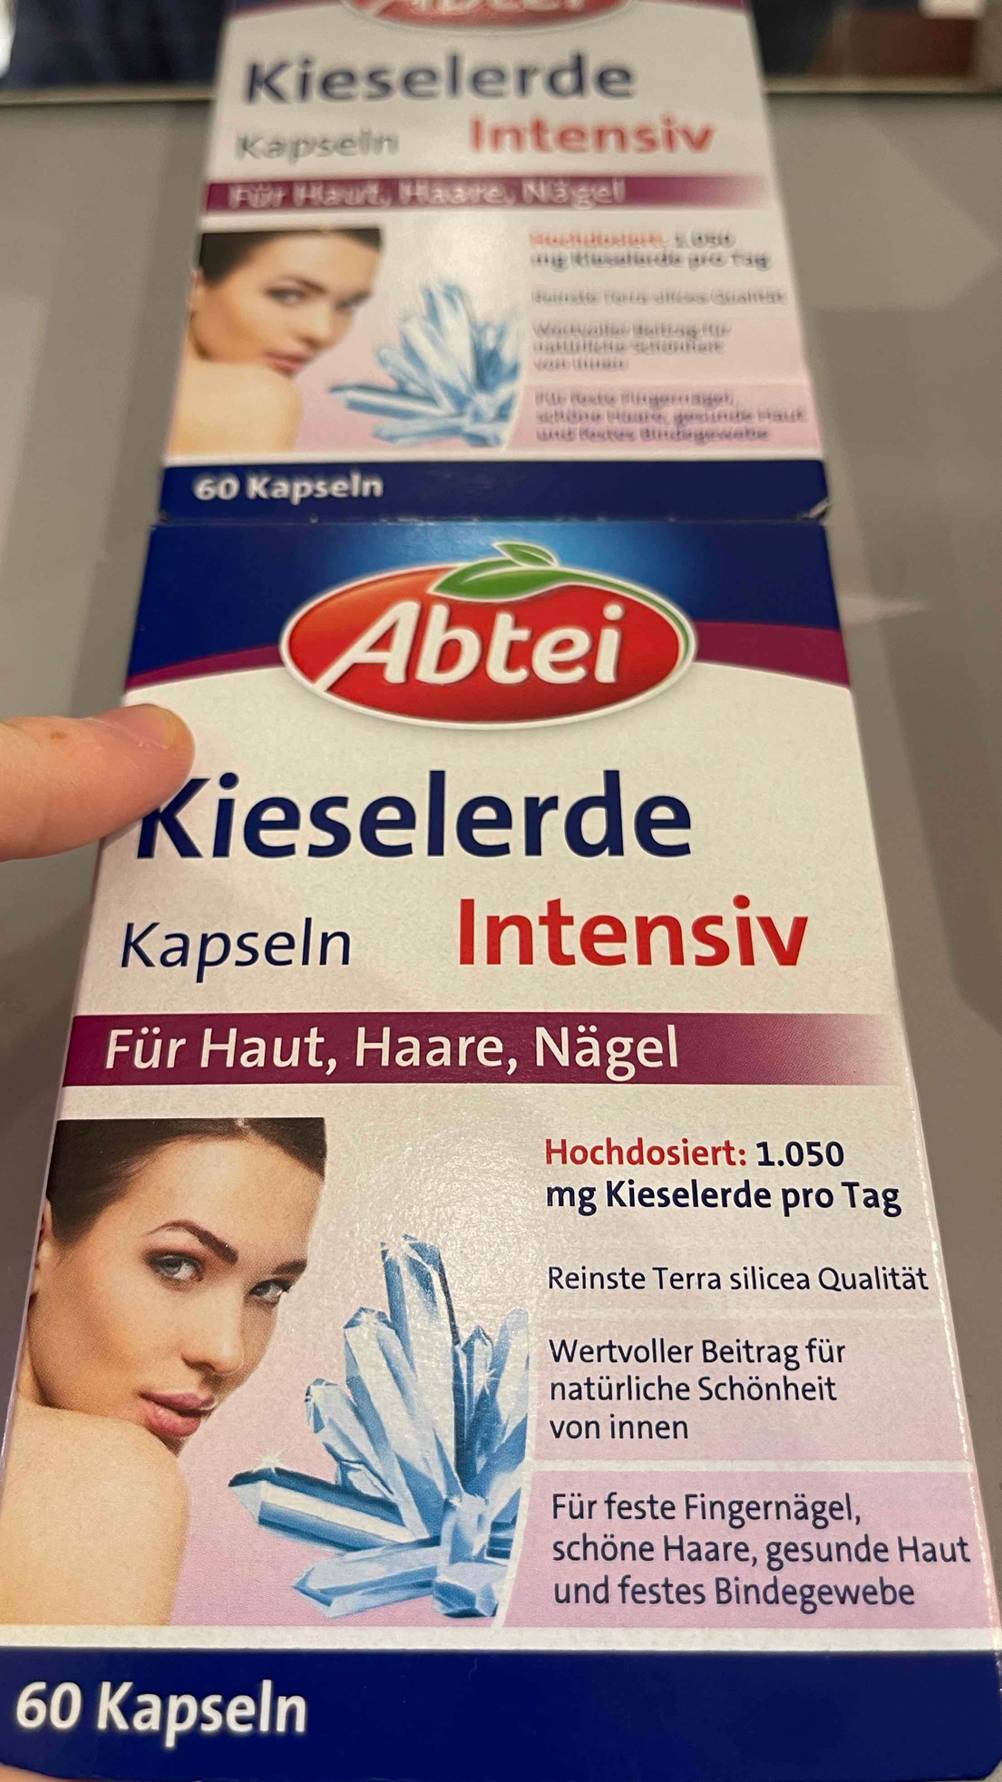 Abtei
Kieselerde
Kapseln Intensiv
Für Haut, Haare, Nägel
Hochdosiert: 1.050
mg Kieselerde pro Tag
Reinste Terra silicea Qualität
Wertvoller Beitrag für
natürliche Schönheit
von innen
Für feste Fingernägel,
schöne Haare, gesunde Haut
und festes Bindegewebe
60 Kapseln
Abtei
Kieselerde
Kapseln Intensiv
Für Haut, Haare, Nägel
Hochdosiert: 1.050
mg Kieselerde pro Tag
Reinste Terra silicea Qualität
Wertvoller Beitrag für
natürliche Schönheit
von innen
Für feste Fingernägel,
schöne Haare, gesunde Haut
und festes Bindegewebe
60 Kapseln